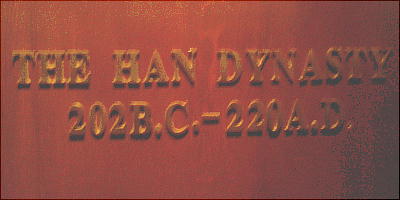 THE HAN DYNASTY
202B.C.-220A.D.